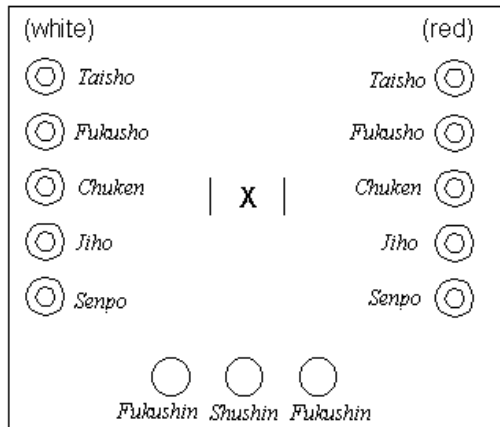 (white) (red)
Taisho Taisho
Fukusho Fukusho
Chuken | X | Chuken
Jiho Jiho
Senpo Senpo
Fukushin Shushin Fukushin